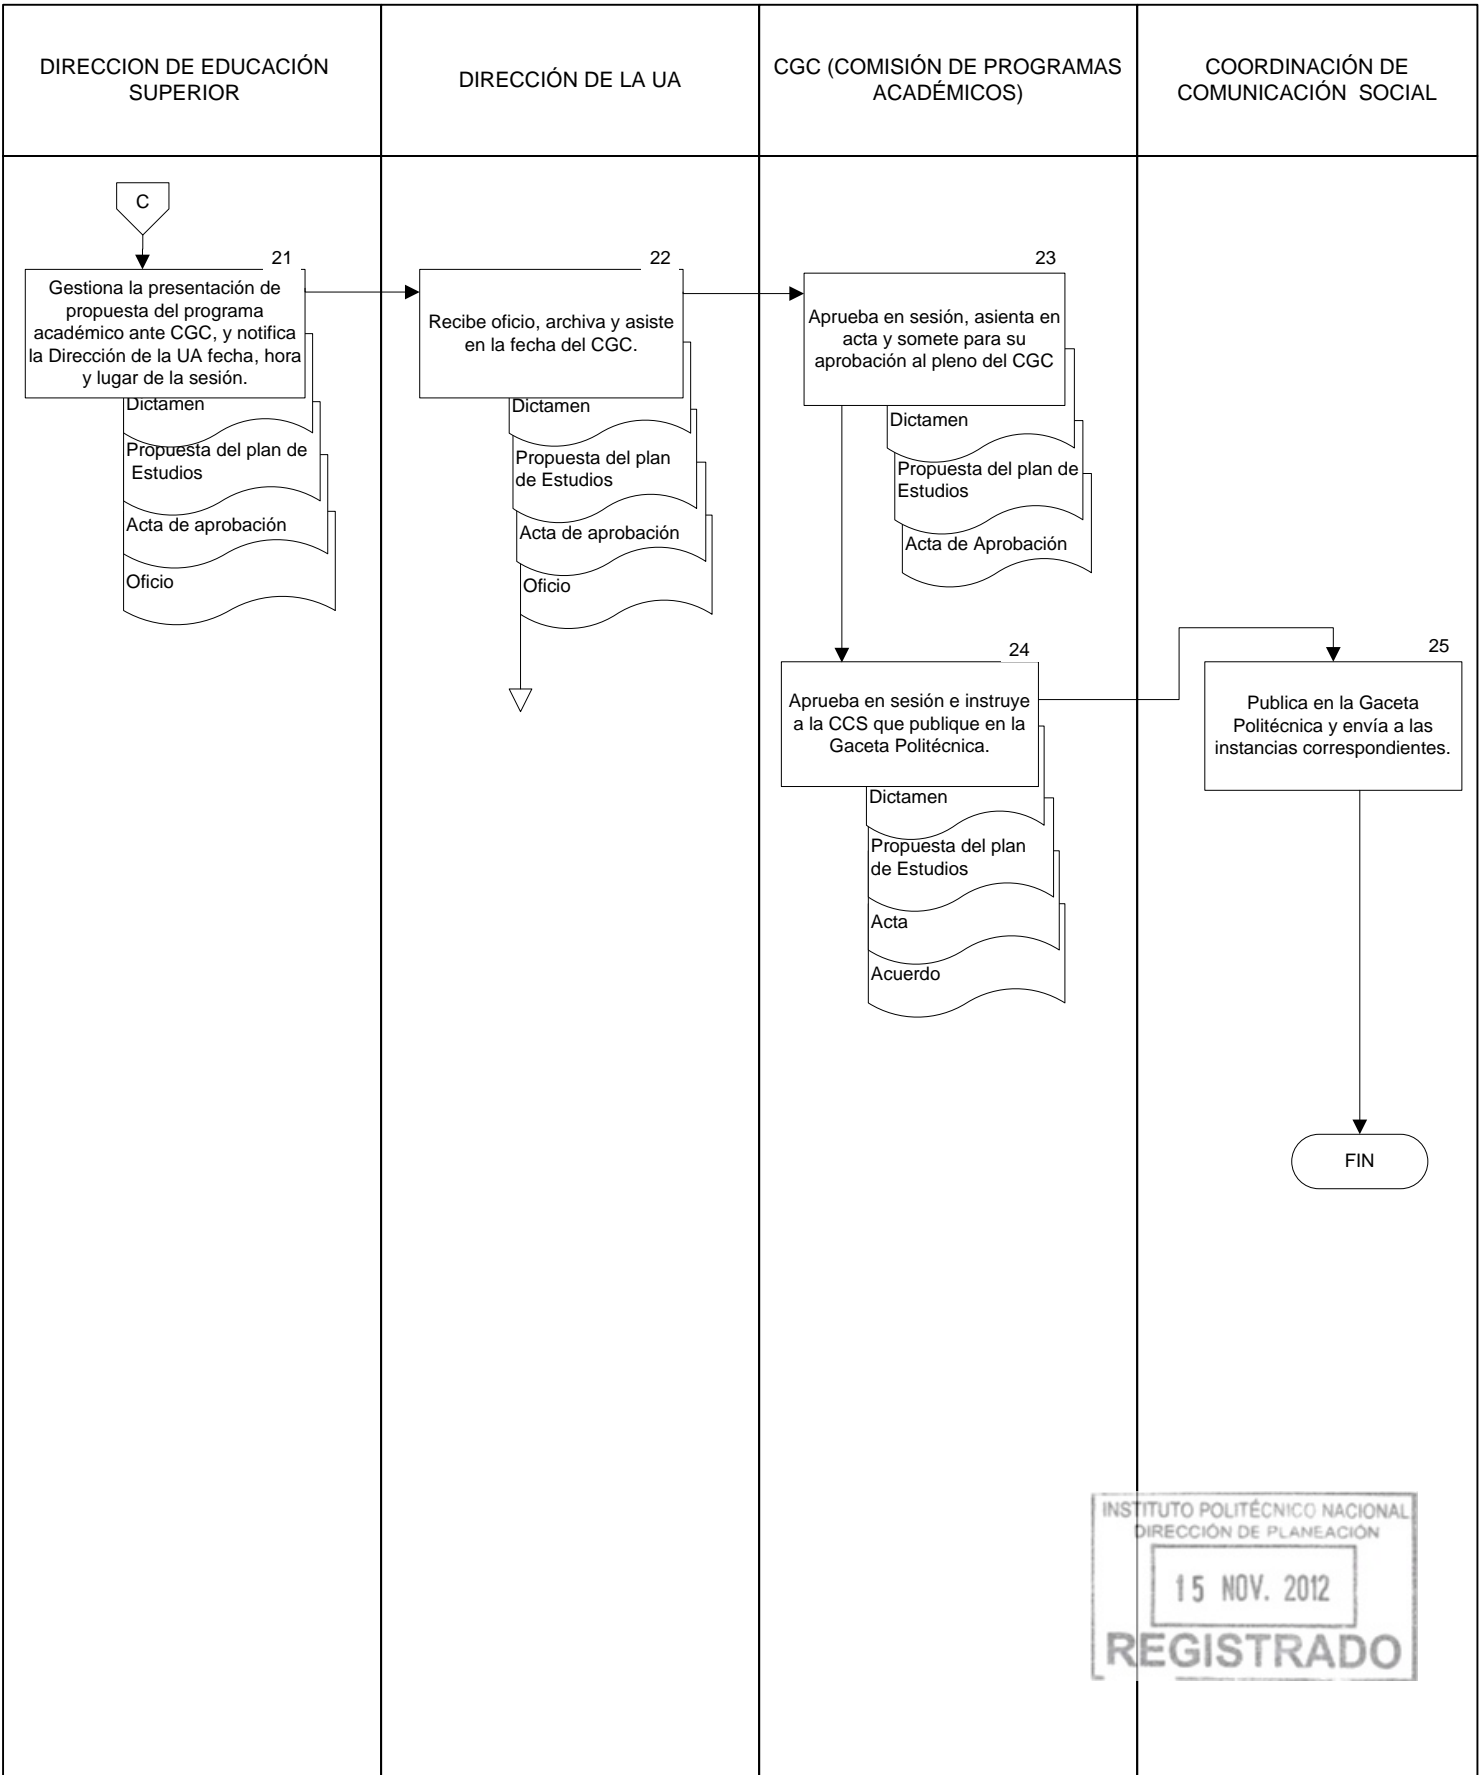 DIRECCION DE EDUCACIÓN
SUPERIOR
DIRECCIÓN DE LA UA
CGC (COMISIÓN DE PROGRAMAS
ACADÉMICOS)
COORDINACIÓN DE
COMUNICACIÓN SOCIAL
C
21
Gestiona la presentación de
propuesta del programa
académico ante CGC, y notifica
la Dirección de la UA fecha, hora
y lugar de la sesión.
Dictamen
Propuesta del plan de
Estudios
Acta de aprobación
Oficio
22
Recibe oficio, archiva y asiste
en la fecha del CGC.
Dictamen
Propuesta del plan
de Estudios
Acta de aprobación
Oficio
23
Aprueba en sesión, asienta en
acta y somete para su
aprobación al pleno del CGC
Dictamen
Propuesta del plan de
Estudios
Acta de Aprobación
24
Aprueba en sesión e instruye
a la CCS que publique en la
Gaceta Politécnica.
Dictamen
Propuesta del plan
de Estudios
Acta
Acuerdo
25
Publica en la Gaceta
Politécnica y envía a las
instancias correspondientes.
FIN
INSTITUTO POLITÉCNICO NACIONAL
DIRECCIÓN DE PLANEACIÓN
15 NOV. 2012
REGISTRADO